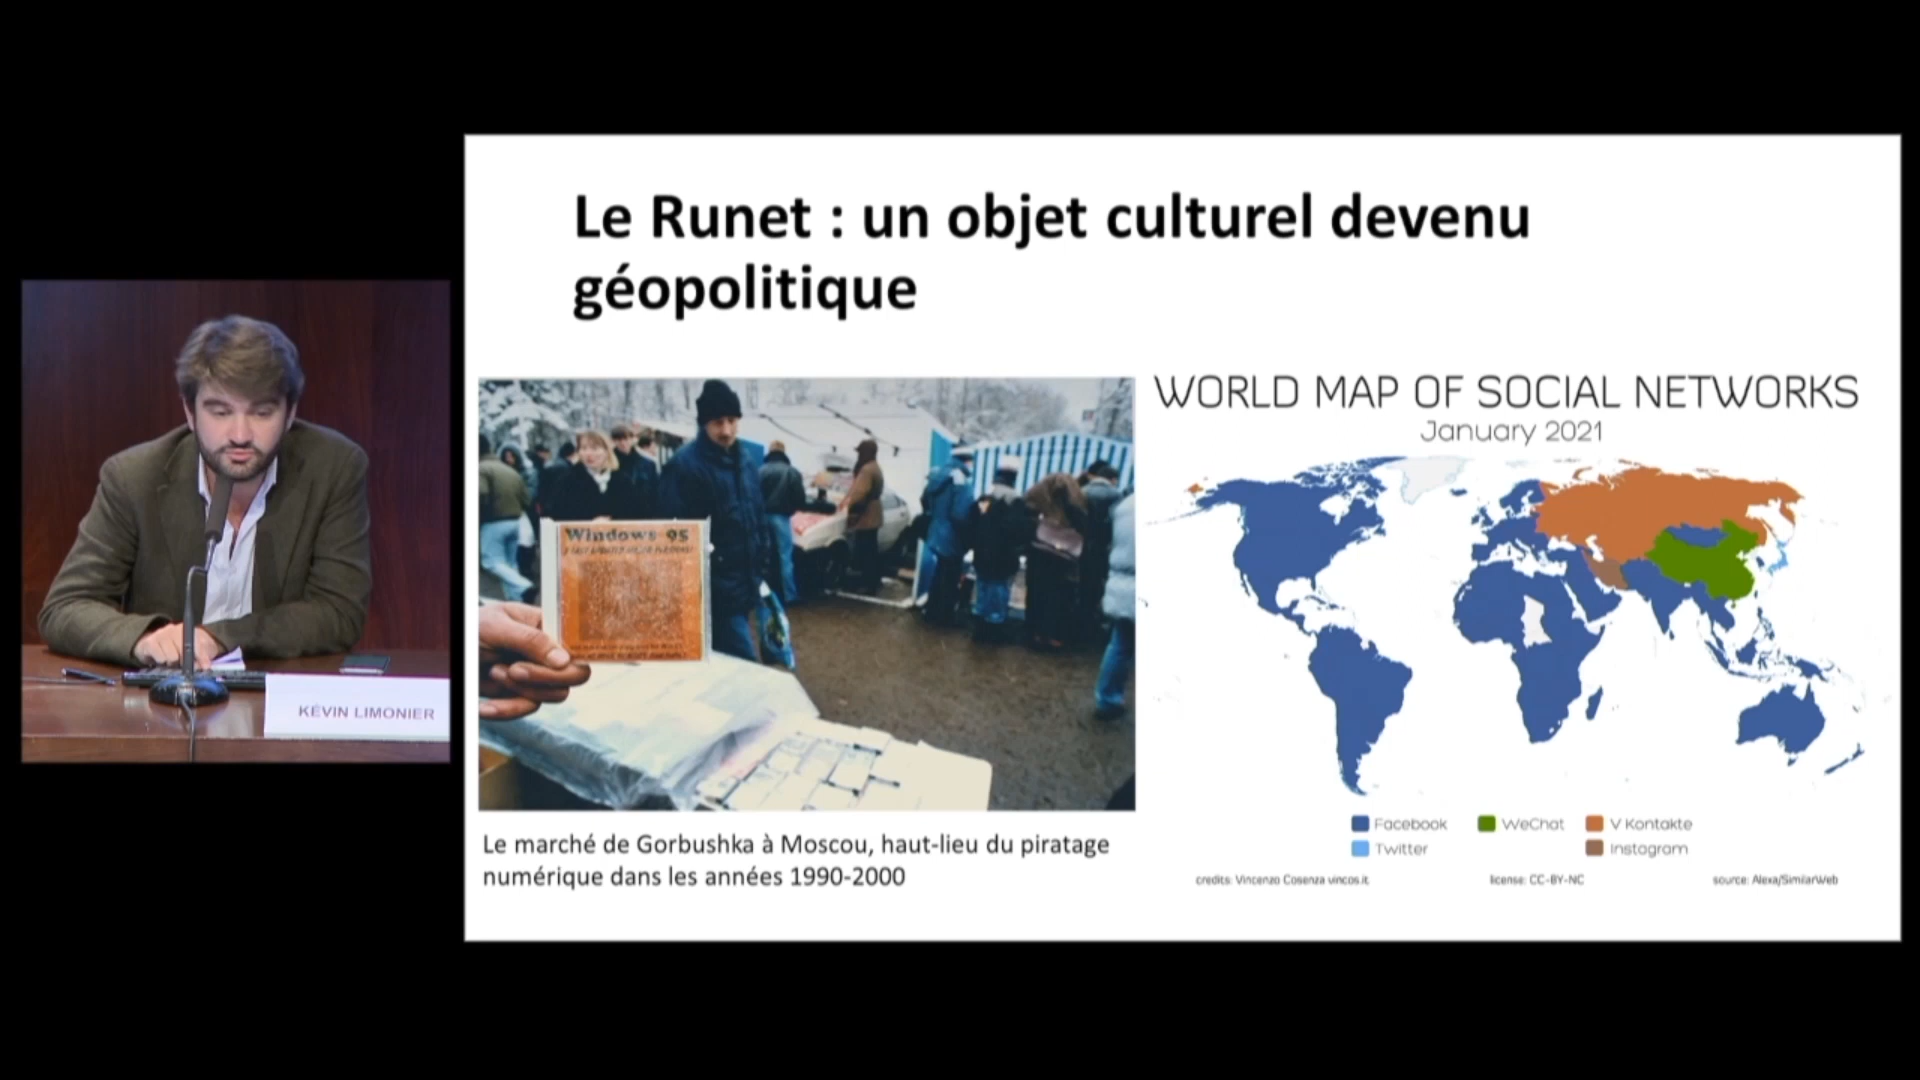 Le Runet : un objet culturel devenu
géopolitique
WORLD MAP OF SOCIAL NETWORKS
January 2021
Windows 95
KÉVIN LIMONIER
Facebook
WeChat
V Kontakte
Twitter
Instagram
Le marché de Gorbushka à Moscou, haut-lieu du piratage
numérique dans les années 1990-2000
credits: Vincenzo Cosenza vincos.it
license: CC-BY-NC
source: Alexa/SimilarWeb